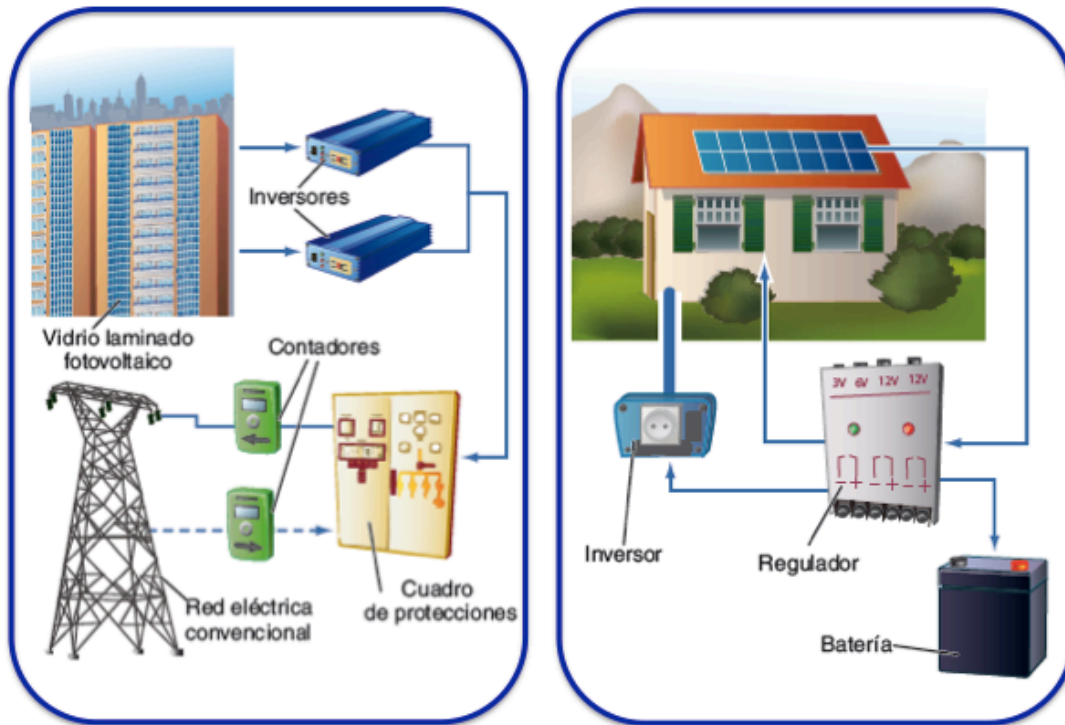 Inversores
Vidrio laminado
fotovoltaico
Contadores
Red eléctrica
convencional
Cuadro
de protecciones
3V 6V 12V 12V
Inversor
Regulador
Batería